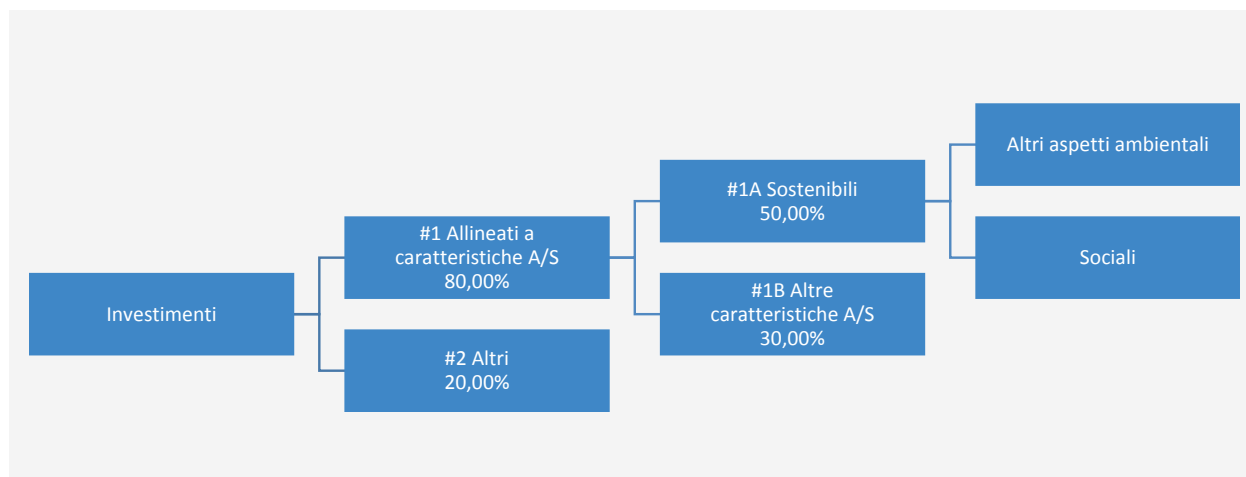 Investimenti
#1 Allineati a
caratteristiche A/S
80,00%
#2 Altri
20,00%
#1A Sostenibili
50,00%
#1B Altre
caratteristiche A/S
30,00%
Altri aspetti ambientali
Sociali